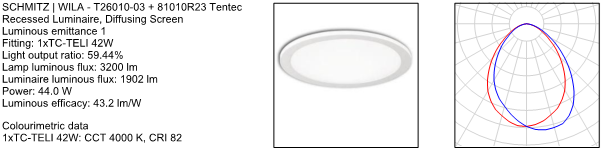 SCHMITZ | WILA - T26010-03 + 81010R23 Tentec
Recessed Luminaire, Diffusing Screen
Luminous emittance 1
Fitting: 1xTC-TELI 42W
Light output ratio: 59.44%
Lamp luminous flux: 3200 lm
Luminaire luminous flux: 1902 lm
Power: 44.0 W
Luminous efficacy: 43.2 lm/W
Colourimetric data
1xTC-TELI 42W: CCT 4000 K, CRI 82